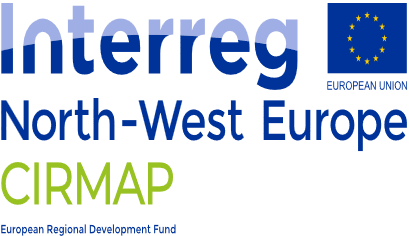 Interreg
EUROPEAN UNION
North-West Europe
CIRMAP
European Regional Development Fund